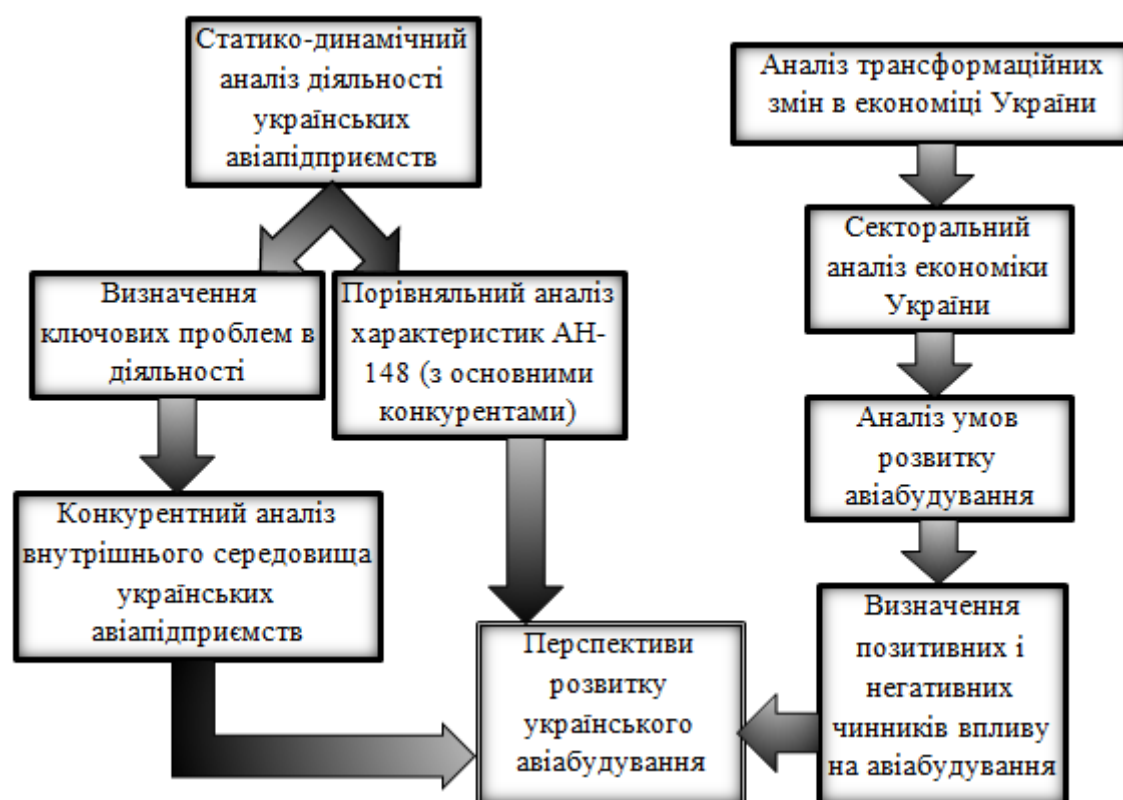 Статико-динамічний
аналіз діяльності
українських
авіапідприємств
Визначення
ключових проблем в
діяльності
Порівняльний аналіз
характеристик АН-
148 (з основними
конкурентами)
Конкурентний аналіз
внутрішнього середовища
українських
авіапідприємств
Аналіз трансформаційних
змін в економіці України
Секторальний
аналіз економіки
України
Аналіз умов
розвитку
авіабудування
Визначення
позитивних і
негативних
чинників впливу
на авіабудування
Перспективи
розвитку
українського
авіабудування